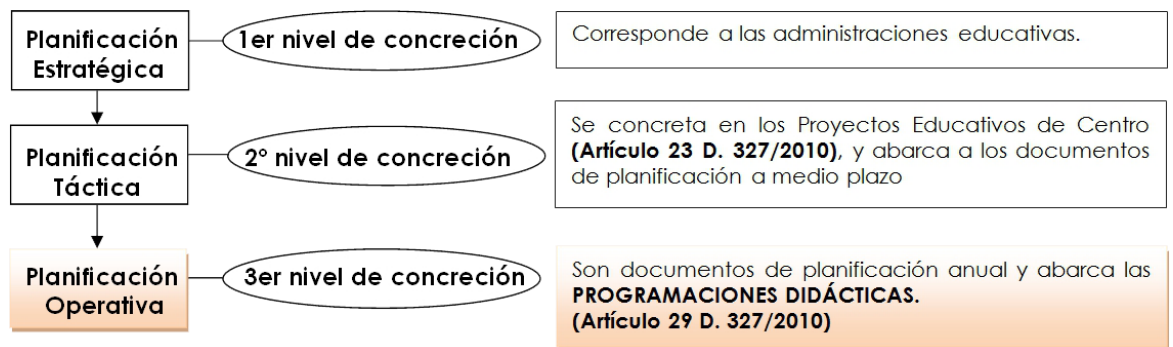 Planificación
Estratégica
1er nivel de concreción
Corresponde a las administraciones educativas.
Planificación
Táctica
2º nivel de concreción
Se concreta en los Proyectos Educativos de Centro
(Artículo 23 D. 327/2010), y abarca a los documentos
de planificación a medio plazo
Planificación
Operativa
3er nivel de concreción
Son documentos de planificación anual y abarca las
PROGRAMACIONES DIDÁCTICAS.
(Artículo 29 D. 327/2010)